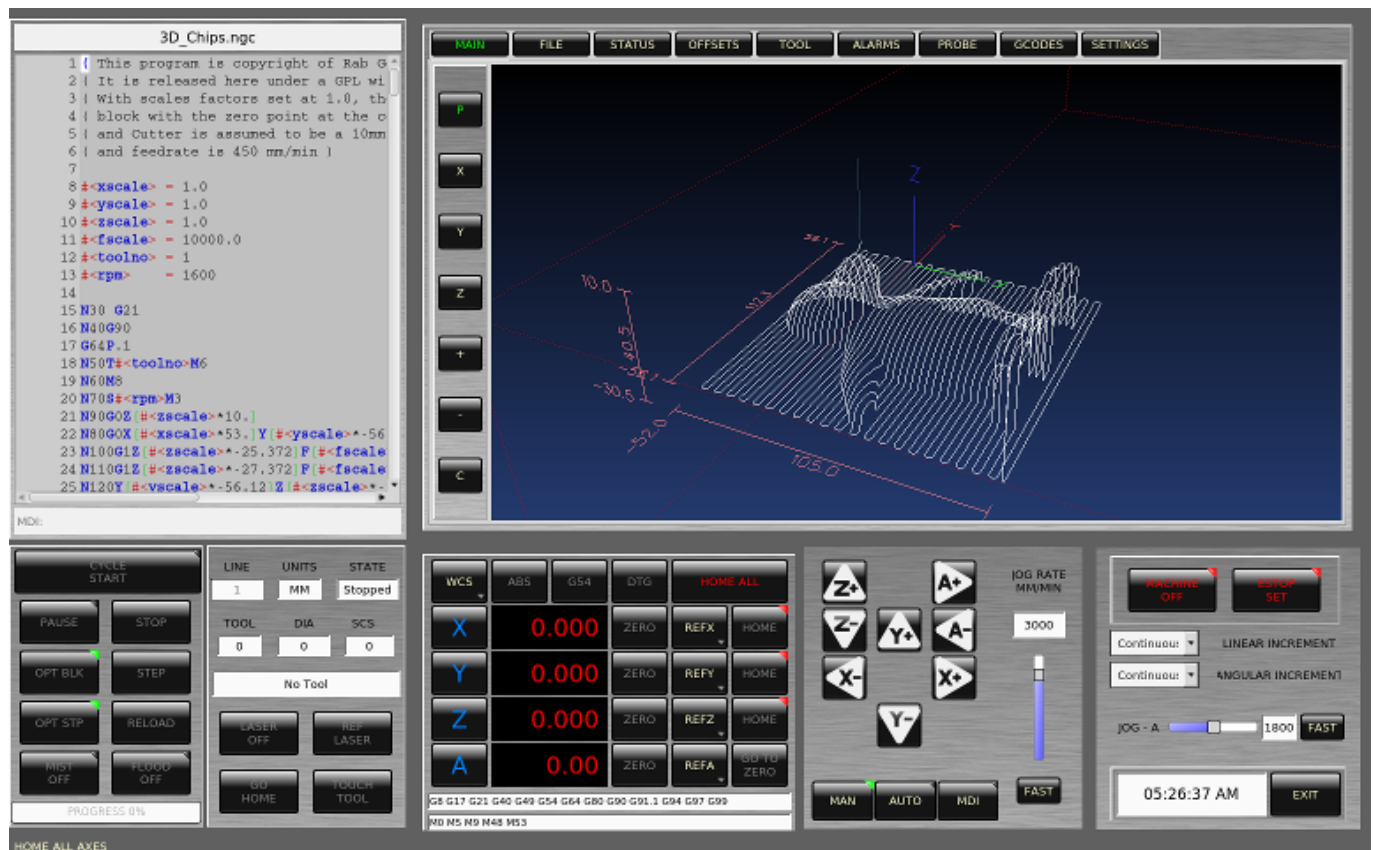 3D_Chips.ngc
1 ( This program is copyright of Rab G
2 ( It is released here under a GPL wi
3 ( With scales factors set at 1.0, th
4 ( block with the zero point at the c
5 ( and Cutter is assumed to be a 10mm
6 ( and feedrate is 450 mm/min )
7
8 #<xscale> = 1.0
9 #<yscale> = 1.0
10 #<zscale> = 1.0
11 #<fscale> = 10000.0
12 #<toolno> = 1
13 #<rpm> = 1600
14
15 N30 G21
16 N40G90
17 G64P.1
18 N50T#<toolno>M6
19 N60M8
20 N70S#<rpm>M3
21 N90G0Z[#<zscale>*10.]
22 N80G0X[#<xscale>*53.]Y[#<yscale>*-56
23 N100G1Z[#<zscale>*-25.372]F[#<fscale
24 N110G1Z[#<zscale>*-27.372]F[#<fscale
25 N120Y[#<yscale>*-56.12]Z[#<zscale>*-
MDI:
MAIN FILE STATUS OFFSETS TOOL ALARMS PROBE GCODES SETTINGS
P
X
Y
Z
+
-
C
Z
Y
10.0
40.5
-30.5
-52.0
105.0
CYCLE
START
PAUSE STOP
OPT BLK STEP
OPT STP RELOAD
MIST
OFF
FLOOD
OFF
PROGRESS 0%
LINE UNITS STATE
1 MM Stopped
TOOL DIA SCS
0 0 0
No Tool
LASER
OFF
REF
LASER
GO
HOME
TOUCH
TOOL
WCS ABS G54 DTG HOME ALL
X 0.000 ZERO REFX HOME
Y 0.000 ZERO REFY HOME
Z 0.000 ZERO REFZ HOME
A 0.00 ZERO REFA GO TO
ZERO
G8 G17 G21 G40 G49 G54 G64 G80 G90 G91.1 G94 G97 G99
M0 M5 M9 M48 M53
Z+ A+
Z- Y+ A-
X- X+
Y-
JOG RATE
MM/MIN
3000
FAST
MAN AUTO MDI
MACHINE
OFF
ESTOP
SET
Continuou: LINEAR INCREMENT
Continuou: ANGULAR INCREMENT
JOG - A 1800 FAST
05:26:37 AM EXIT
HOME ALL AXES